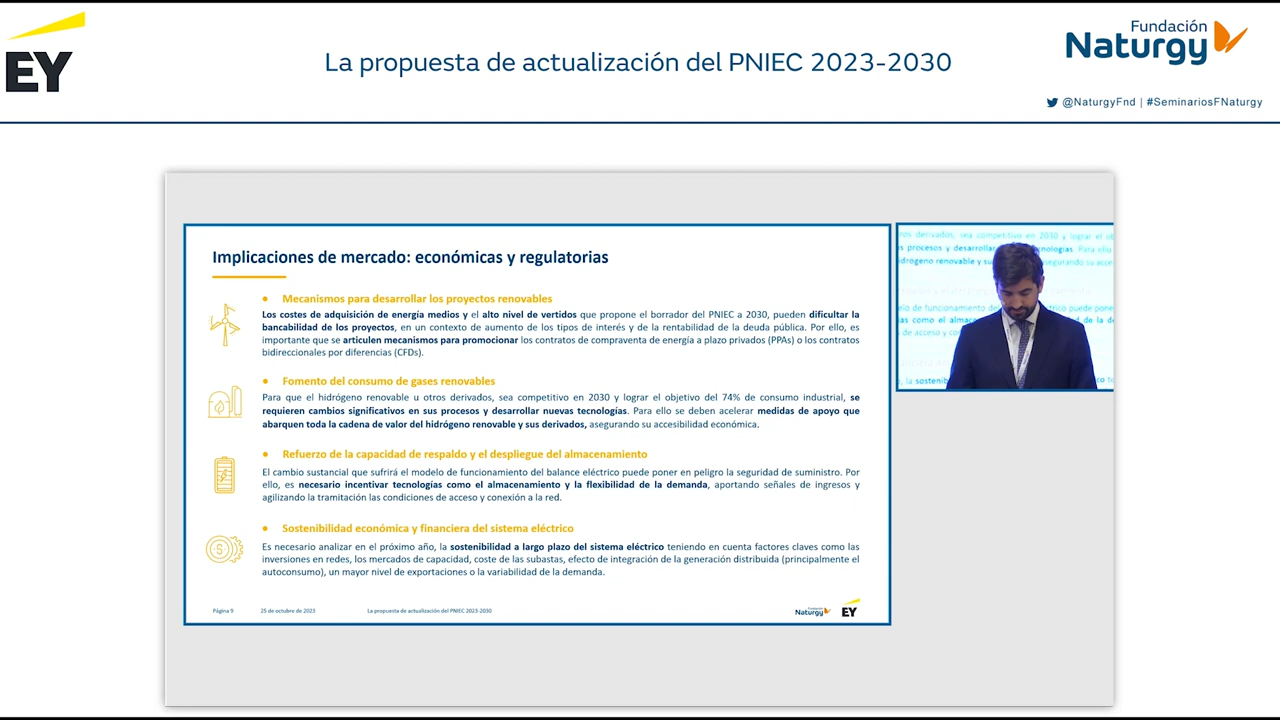 EY
La propuesta de actualización del PNIEC 2023-2030
Fundación
Naturgy
@NaturgyFnd | #SeminariosFNaturgy
Implicaciones de mercado: económicas y regulatorias
● Mecanismos para desarrollar los proyectos renovables
Los costes de adquisición de energía medios y el alto nivel de vertidos que propone el borrador del PNIEC a 2030, pueden dificultar la
bancabilidad de los proyectos, en un contexto de aumento de los tipos de interés y de la rentabilidad de la deuda pública. Por ello, es
importante que se articulen mecanismos para promocionar los contratos de compraventa de energía a plazo privados (PPAs) o los contratos
bidireccionales por diferencias (CFDs).
● Fomento del consumo de gases renovables
Para que el hidrógeno renovable u otros derivados, sea competitivo en 2030 y lograr el objetivo del 74% de consumo industrial, se
requieren cambios significativos en sus procesos y desarrollar nuevas tecnologías. Para ello se deben acelerar medidas de apoyo que
abarquen toda la cadena de valor del hidrógeno renovable y sus derivados, asegurando su accesibilidad económica.
● Refuerzo de la capacidad de respaldo y el despliegue del almacenamiento
El cambio sustancial que sufrirá el modelo de funcionamiento del balance eléctrico puede poner en peligro la seguridad de suministro. Por
ello, es necesario incentivar tecnologías como el almacenamiento y la flexibilidad de la demanda, aportando señales de ingresos y
agilizando la tramitación las condiciones de acceso y conexión a la red.
● Sostenibilidad económica y financiera del sistema eléctrico
Es necesario analizar en el próximo año, la sostenibilidad a largo plazo del sistema eléctrico teniendo en cuenta factores claves como las
inversiones en redes, los mercados de capacidad, coste de las subastas, efecto de integración de la generación distribuida (principalmente el
autoconsumo), un mayor nivel de exportaciones o la variabilidad de la demanda.
Página 9 25 de octubre de 2023 La propuesta de actualización del PNIEC 2023-2030
Fundación
Naturgy EY